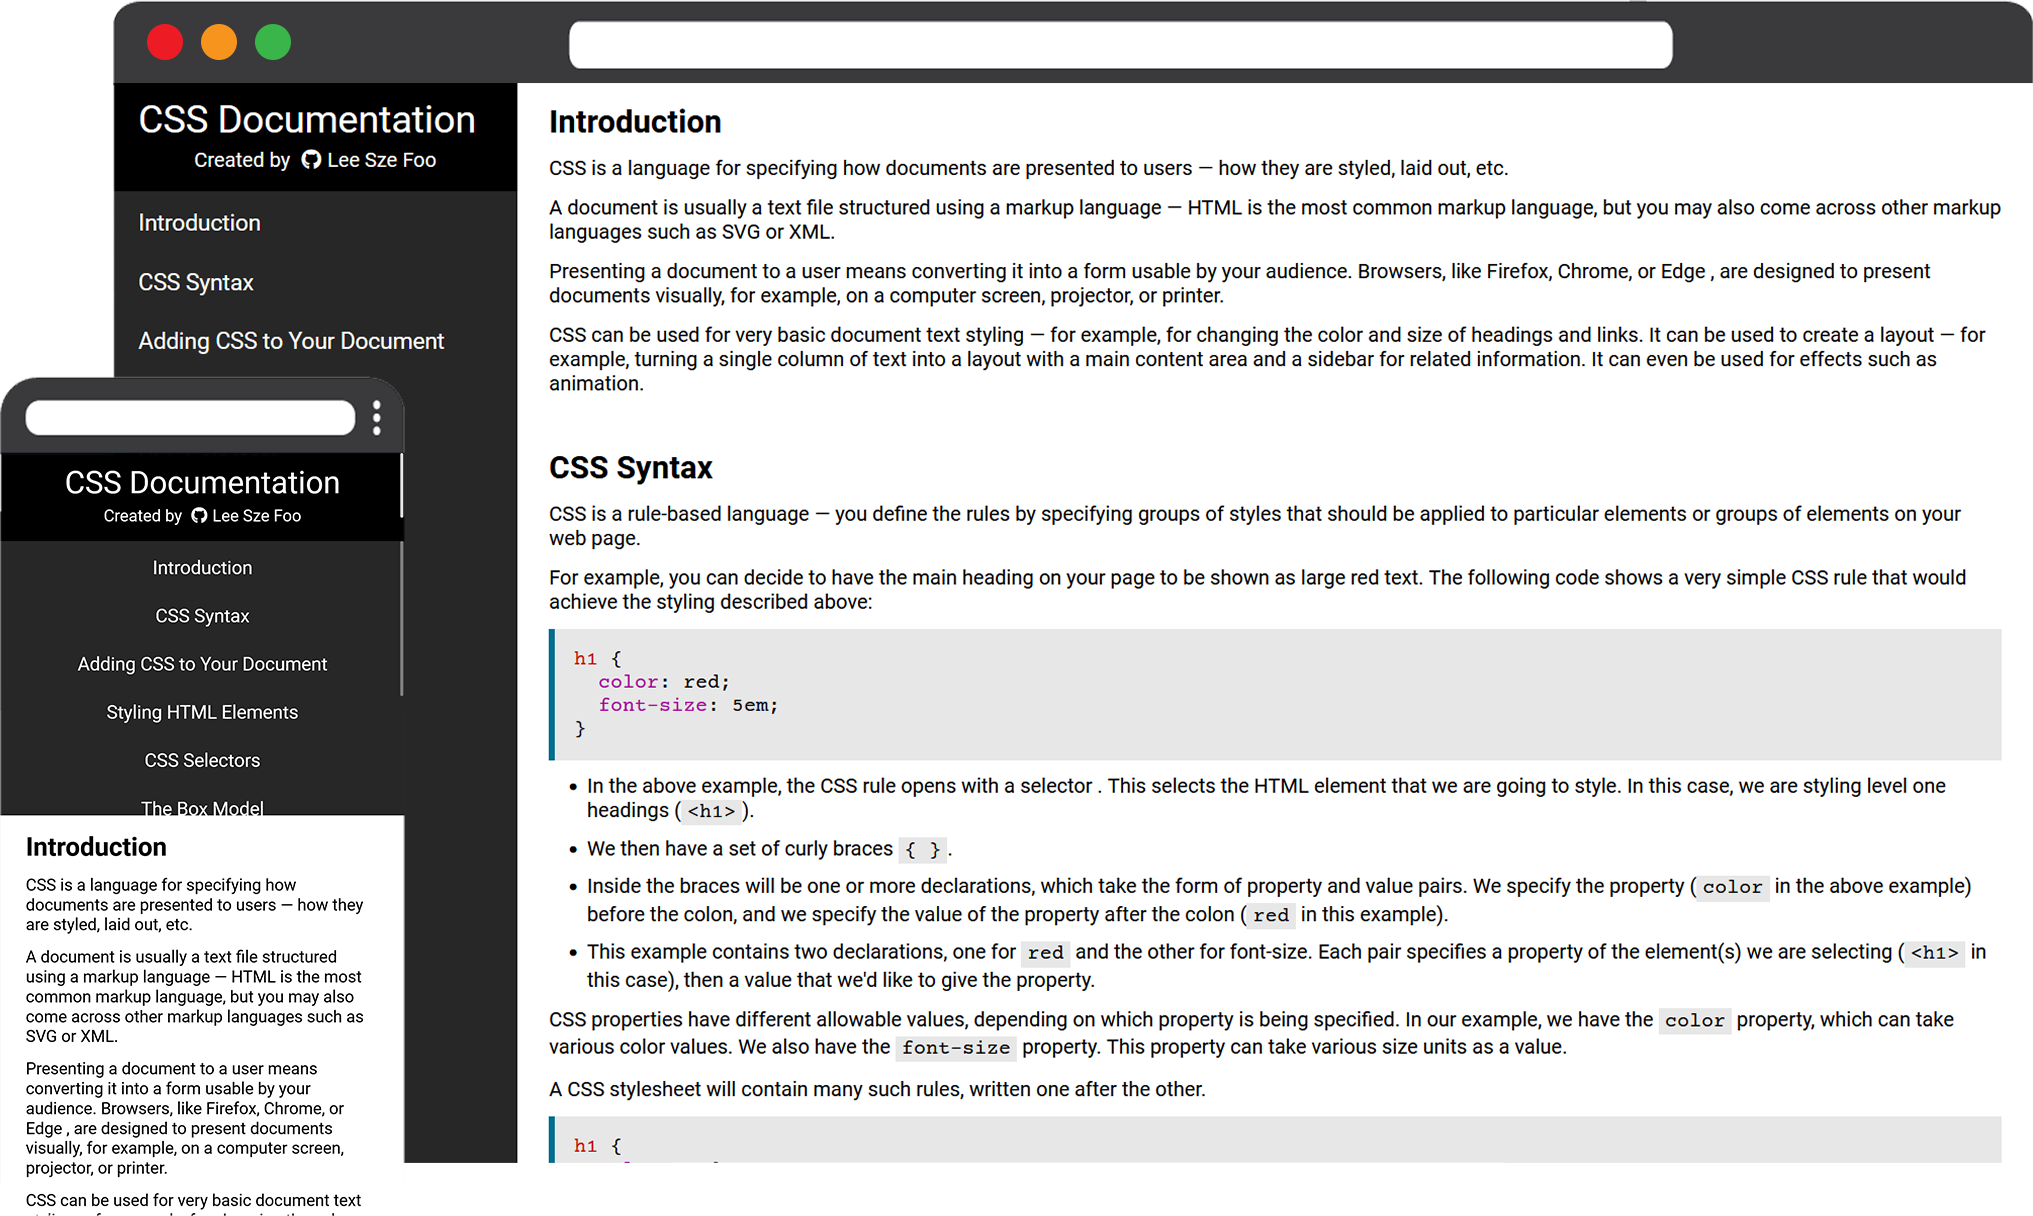 CSS Documentation
Created by Lee Sze Foo
Introduction
CSS Syntax
Adding CSS to Your Document
Introduction
CSS is a language for specifying how documents are presented to users — how they are styled, laid out, etc.
A document is usually a text file structured using a markup language — HTML is the most common markup language, but you may also come across other markup
languages such as SVG or XML.
Presenting a document to a user means converting it into a form usable by your audience. Browsers, like Firefox, Chrome, or Edge , are designed to present
documents visually, for example, on a computer screen, projector, or printer.
CSS can be used for very basic document text styling — for example, for changing the color and size of headings and links. It can be used to create a layout — for
example, turning a single column of text into a layout with a main content area and a sidebar for related information. It can even be used for effects such as
animation.
CSS Syntax
CSS is a rule-based language — you define the rules by specifying groups of styles that should be applied to particular elements or groups of elements on your
web page.
For example, you can decide to have the main heading on your page to be shown as large red text. The following code shows a very simple CSS rule that would
achieve the styling described above:
h1 {
color: red;
font-size: 5em;
}
• In the above example, the CSS rule opens with a selector . This selects the HTML element that we are going to style. In this case, we are styling level one
headings ( <h1> ).
• We then have a set of curly braces { } .
• Inside the braces will be one or more declarations, which take the form of property and value pairs. We specify the property ( color in the above example)
before the colon, and we specify the value of the property after the colon ( red in this example).
• This example contains two declarations, one for red and the other for font-size. Each pair specifies a property of the element(s) we are selecting ( <h1> in
this case), then a value that we'd like to give the property.
CSS properties have different allowable values, depending on which property is being specified. In our example, we have the color property, which can take
various color values. We also have the font-size property. This property can take various size units as a value.
A CSS stylesheet will contain many such rules, written one after the other.
h1 {
CSS Documentation
Created by Lee Sze Foo
Introduction
CSS Syntax
Adding CSS to Your Document
Styling HTML Elements
CSS Selectors
The Box Model
Introduction
CSS is a language for specifying how
documents are presented to users — how they
are styled, laid out, etc.
A document is usually a text file structured
using a markup language — HTML is the most
common markup language, but you may also
come across other markup languages such as
SVG or XML.
Presenting a document to a user means
converting it into a form usable by your
audience. Browsers, like Firefox, Chrome, or
Edge , are designed to present documents
visually, for example, on a computer screen,
projector, or printer.
CSS can be used for very basic document text